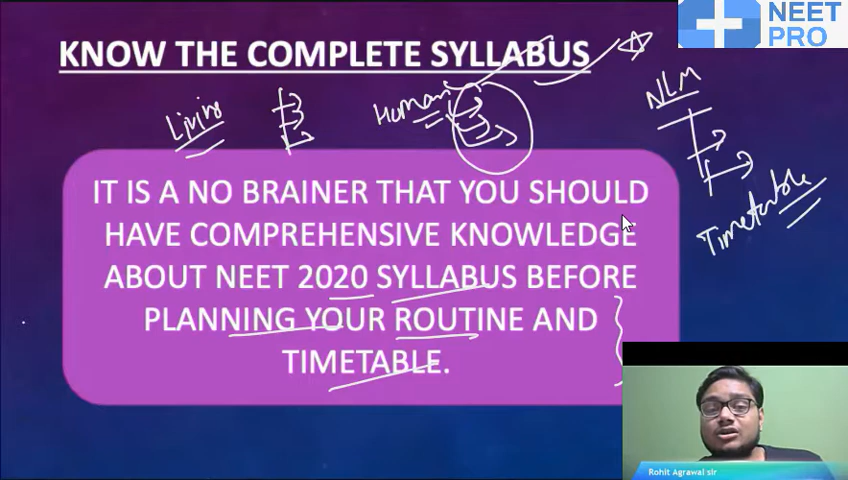 NEET
PRO
KNOW THE COMPLETE SYLLABUS
Living
Human
NLM
Timetable
IT IS A NO BRAINER THAT YOU SHOULD
HAVE COMPREHENSIVE KNOWLEDGE
ABOUT NEET 2020 SYLLABUS BEFORE
PLANNING YOUR ROUTINE AND
TIMETABLE.
Rohit Agrawal sir